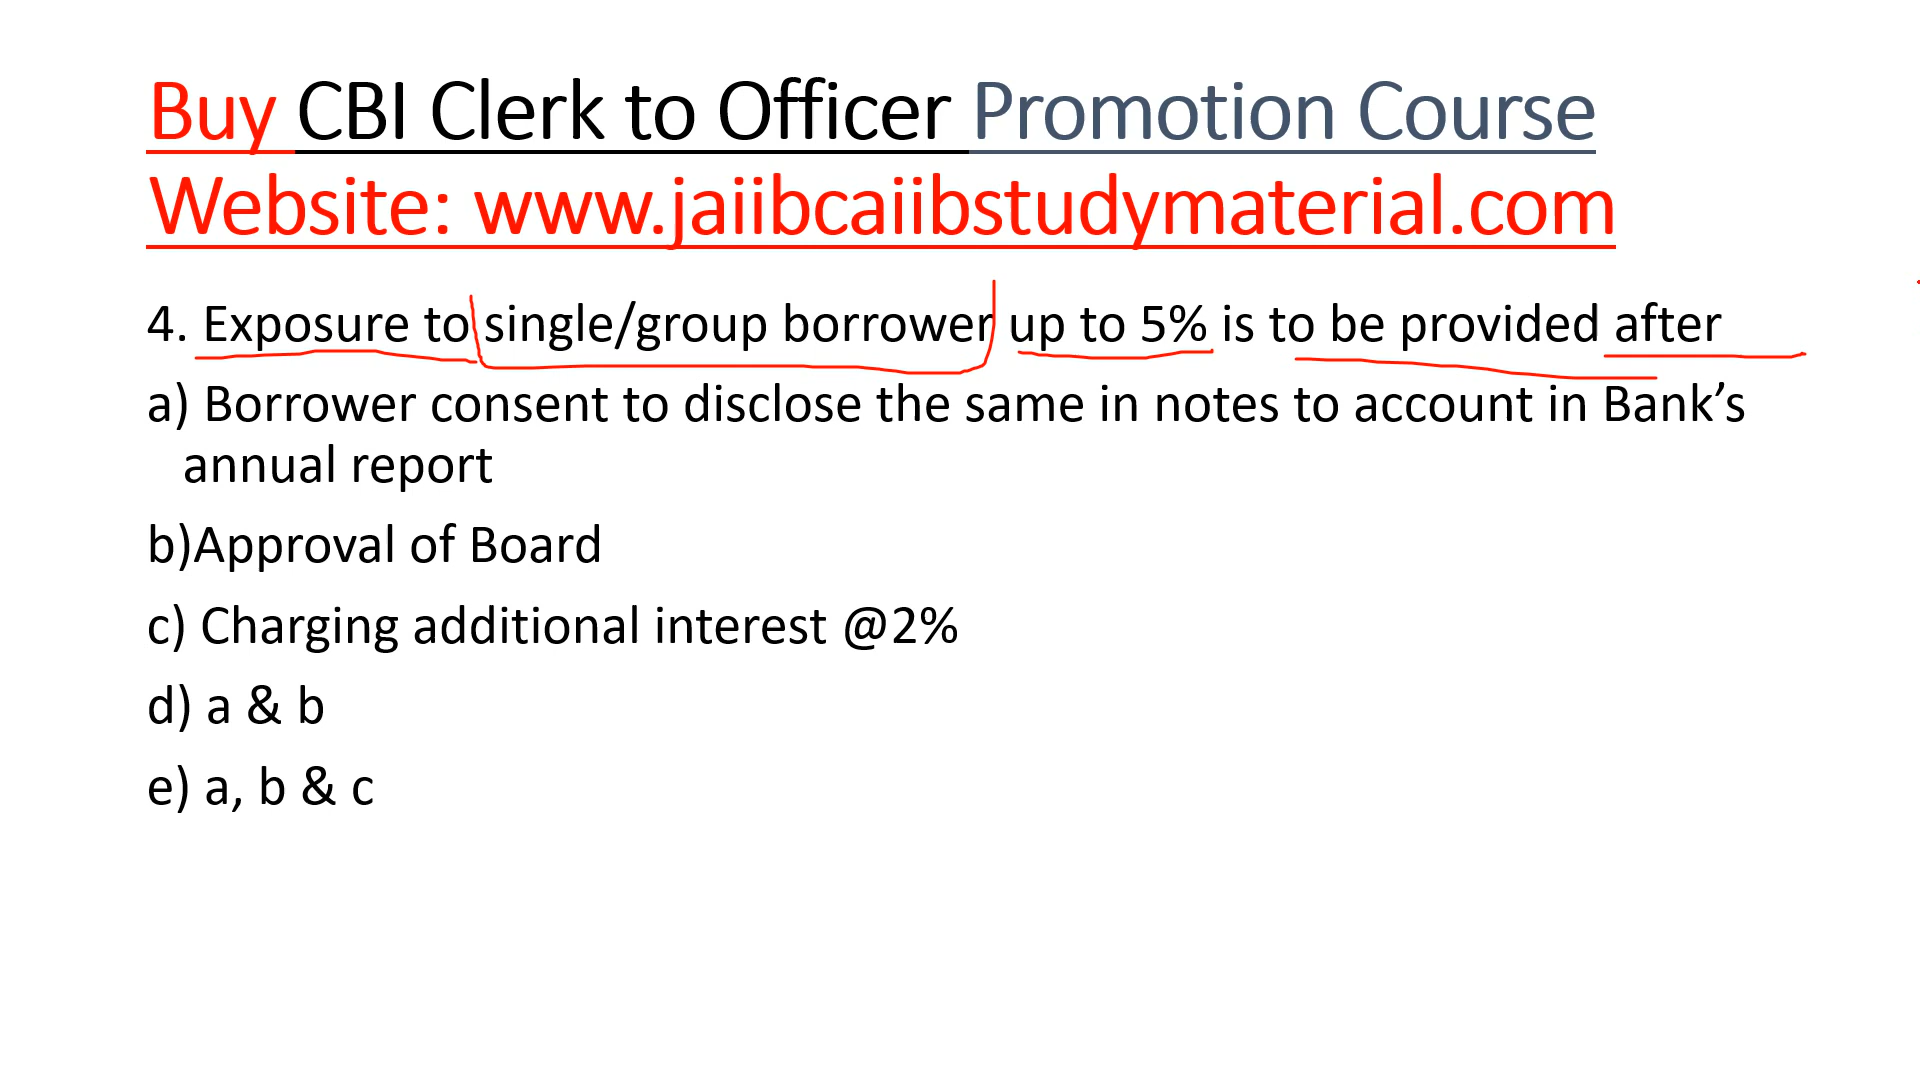 Buy CBI Clerk to Officer Promotion Course
Website: www.jaiibcaiibstudymaterial.com
4. Exposure to single/group borrower up to 5% is to be provided after
a) Borrower consent to disclose the same in notes to account in Bank’s
annual report
b)Approval of Board
c) Charging additional interest @2%
d) a & b
e) a, b & c